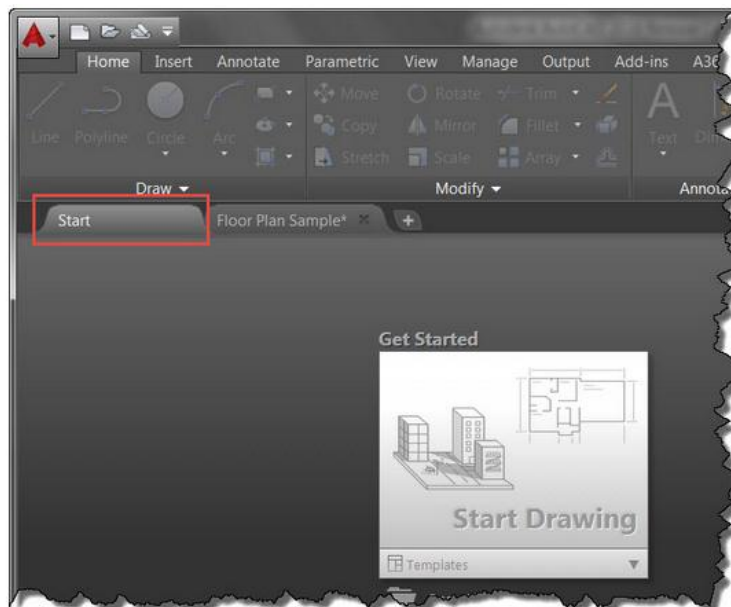 Home Insert Annotate Parametric View Manage Output Add-ins A36
Move Rotate Trim
Line Polyline Circle Arc Copy Mirror Fillet Text
Stretch Scale Array
Draw Modify
Start Floor Plan Sample*
Get Started
Start Drawing
Templates